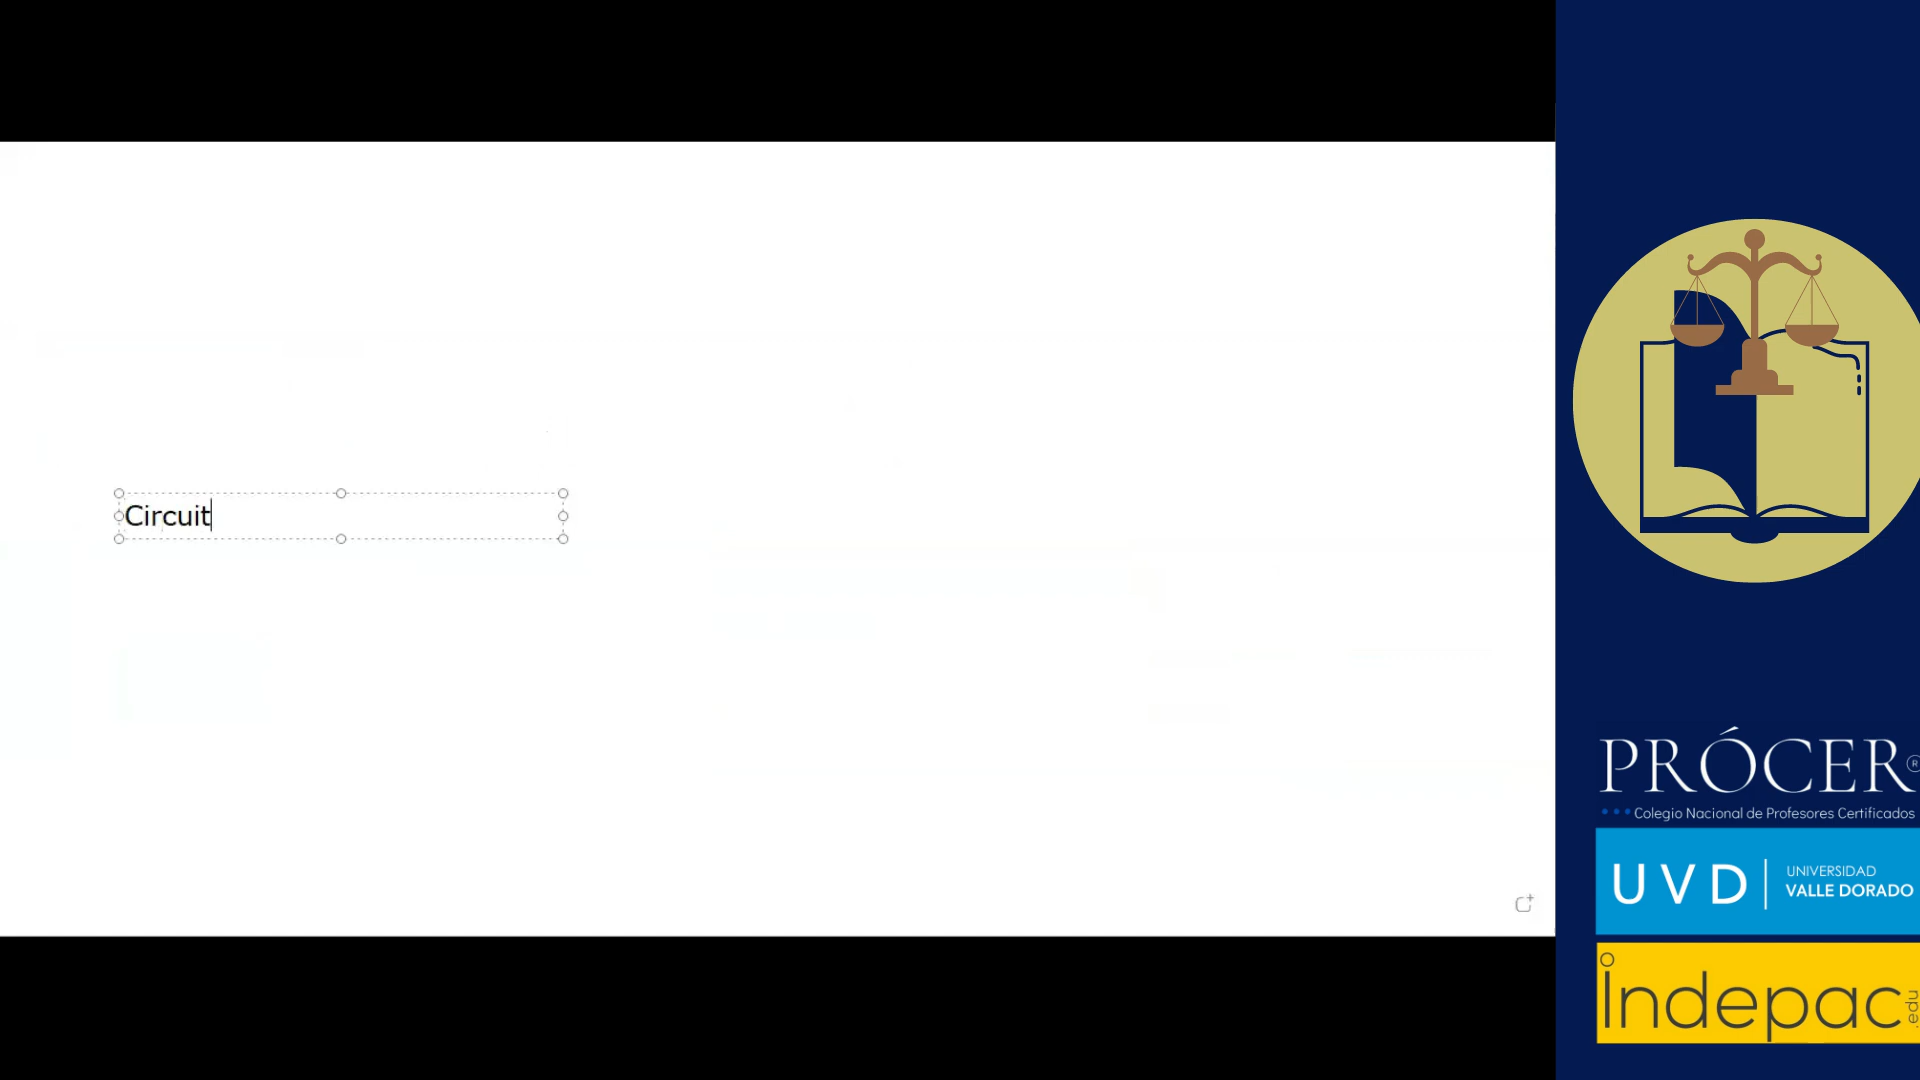 Circuit
PRÓCER®
Colegio Nacional de Profesores Certificados
UVD
UNIVERSIDAD
VALLE DORADO
indepac
.edu